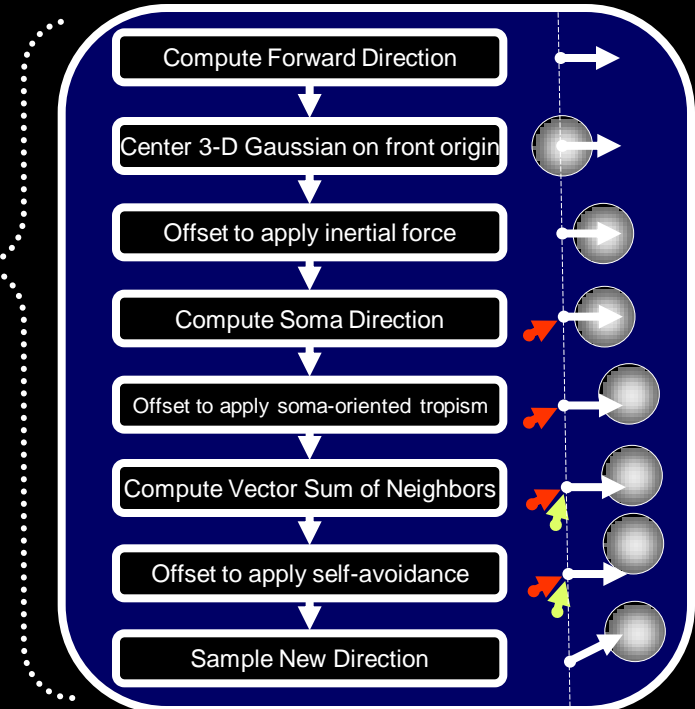 Compute Forward Direction
Center 3-D Gaussian on front origin
Offset to apply inertial force
Compute Soma Direction
Offset to apply soma-oriented tropism
Compute Vector Sum of Neighbors
Offset to apply self-avoidance
Sample New Direction